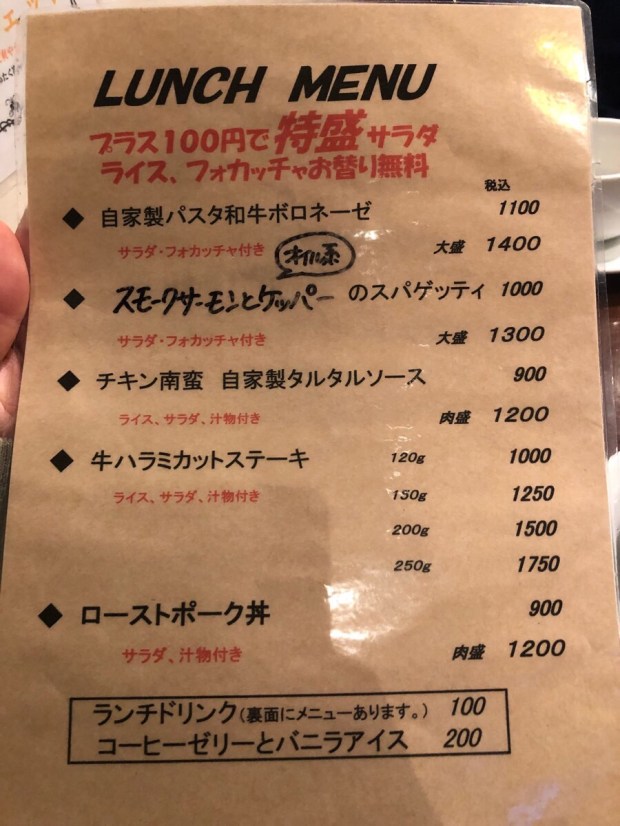 LUNCH MENU
プラス100円で特盛サラダ
ライス、フォカッチャお替り無料
税込
◆ 自家製パスタ和牛ボロネーゼ 1100
サラダ・フォカッチャ付き 大盛 1400
オイル系
◆ スモークサーモンとケッパー のスパゲッティ 1000
サラダ・フォカッチャ付き 大盛 1300
◆ チキン南蛮 自家製タルタルソース 900
ライス、サラダ、汁物付き 肉盛 1200
◆ 牛ハラミカットステーキ 120g 1000
ライス、サラダ、汁物付き 150g 1250
200g 1500
250g 1750
◆ ローストポーク丼 900
サラダ、汁物付き 肉盛 1200
ランチドリンク(裏面にメニューあります。) 100
コーヒーゼリーとバニラアイス 200